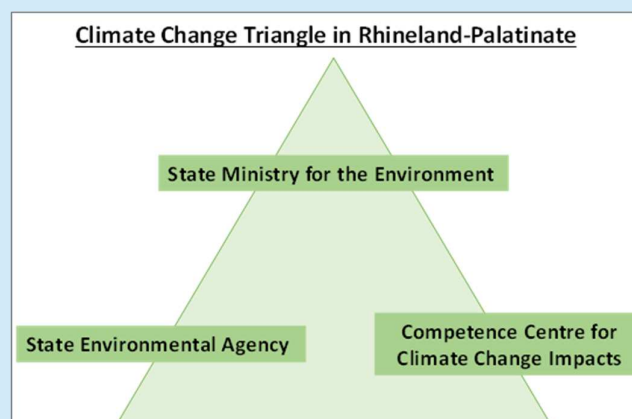 Climate Change Triangle in Rhineland-Palatinate
State Ministry for the Environment
State Environmental Agency
Competence Centre for
Climate Change Impacts